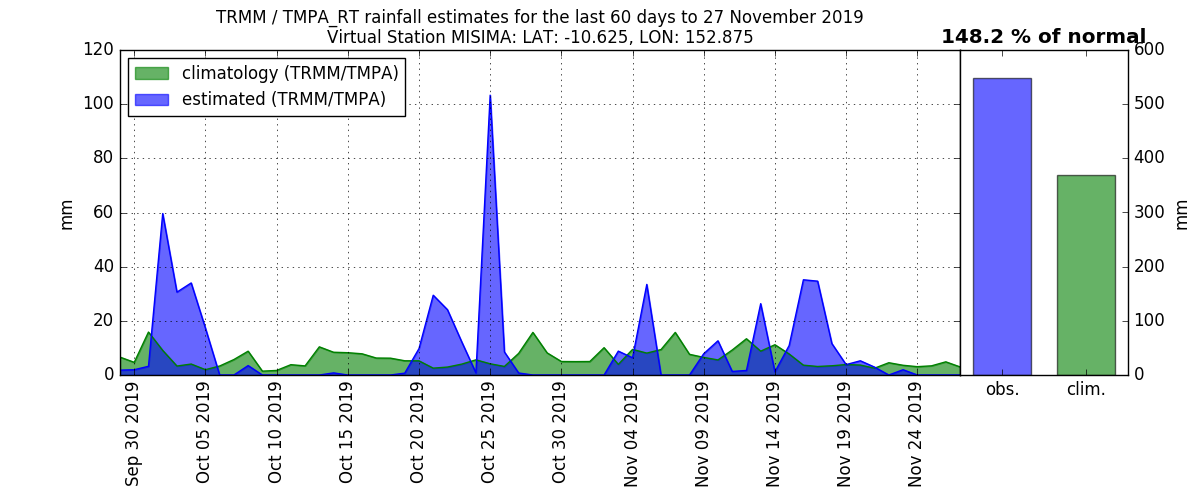 TRMM / TMPA_RT rainfall estimates for the last 60 days to 27 November 2019
Virtual Station MISIMA: LAT: -10.625, LON: 152.875
148.2 % of normal
climatology (TRMM/TMPA)
estimated (TRMM/TMPA)
120
100
80
60
40
20
0
mm
Sep 30 2019
Oct 05 2019
Oct 10 2019
Oct 15 2019
Oct 20 2019
Oct 25 2019
Oct 30 2019
Nov 04 2019
Nov 09 2019
Nov 14 2019
Nov 19 2019
Nov 24 2019
obs.
clim.
600
500
400
300
200
100
0
mm